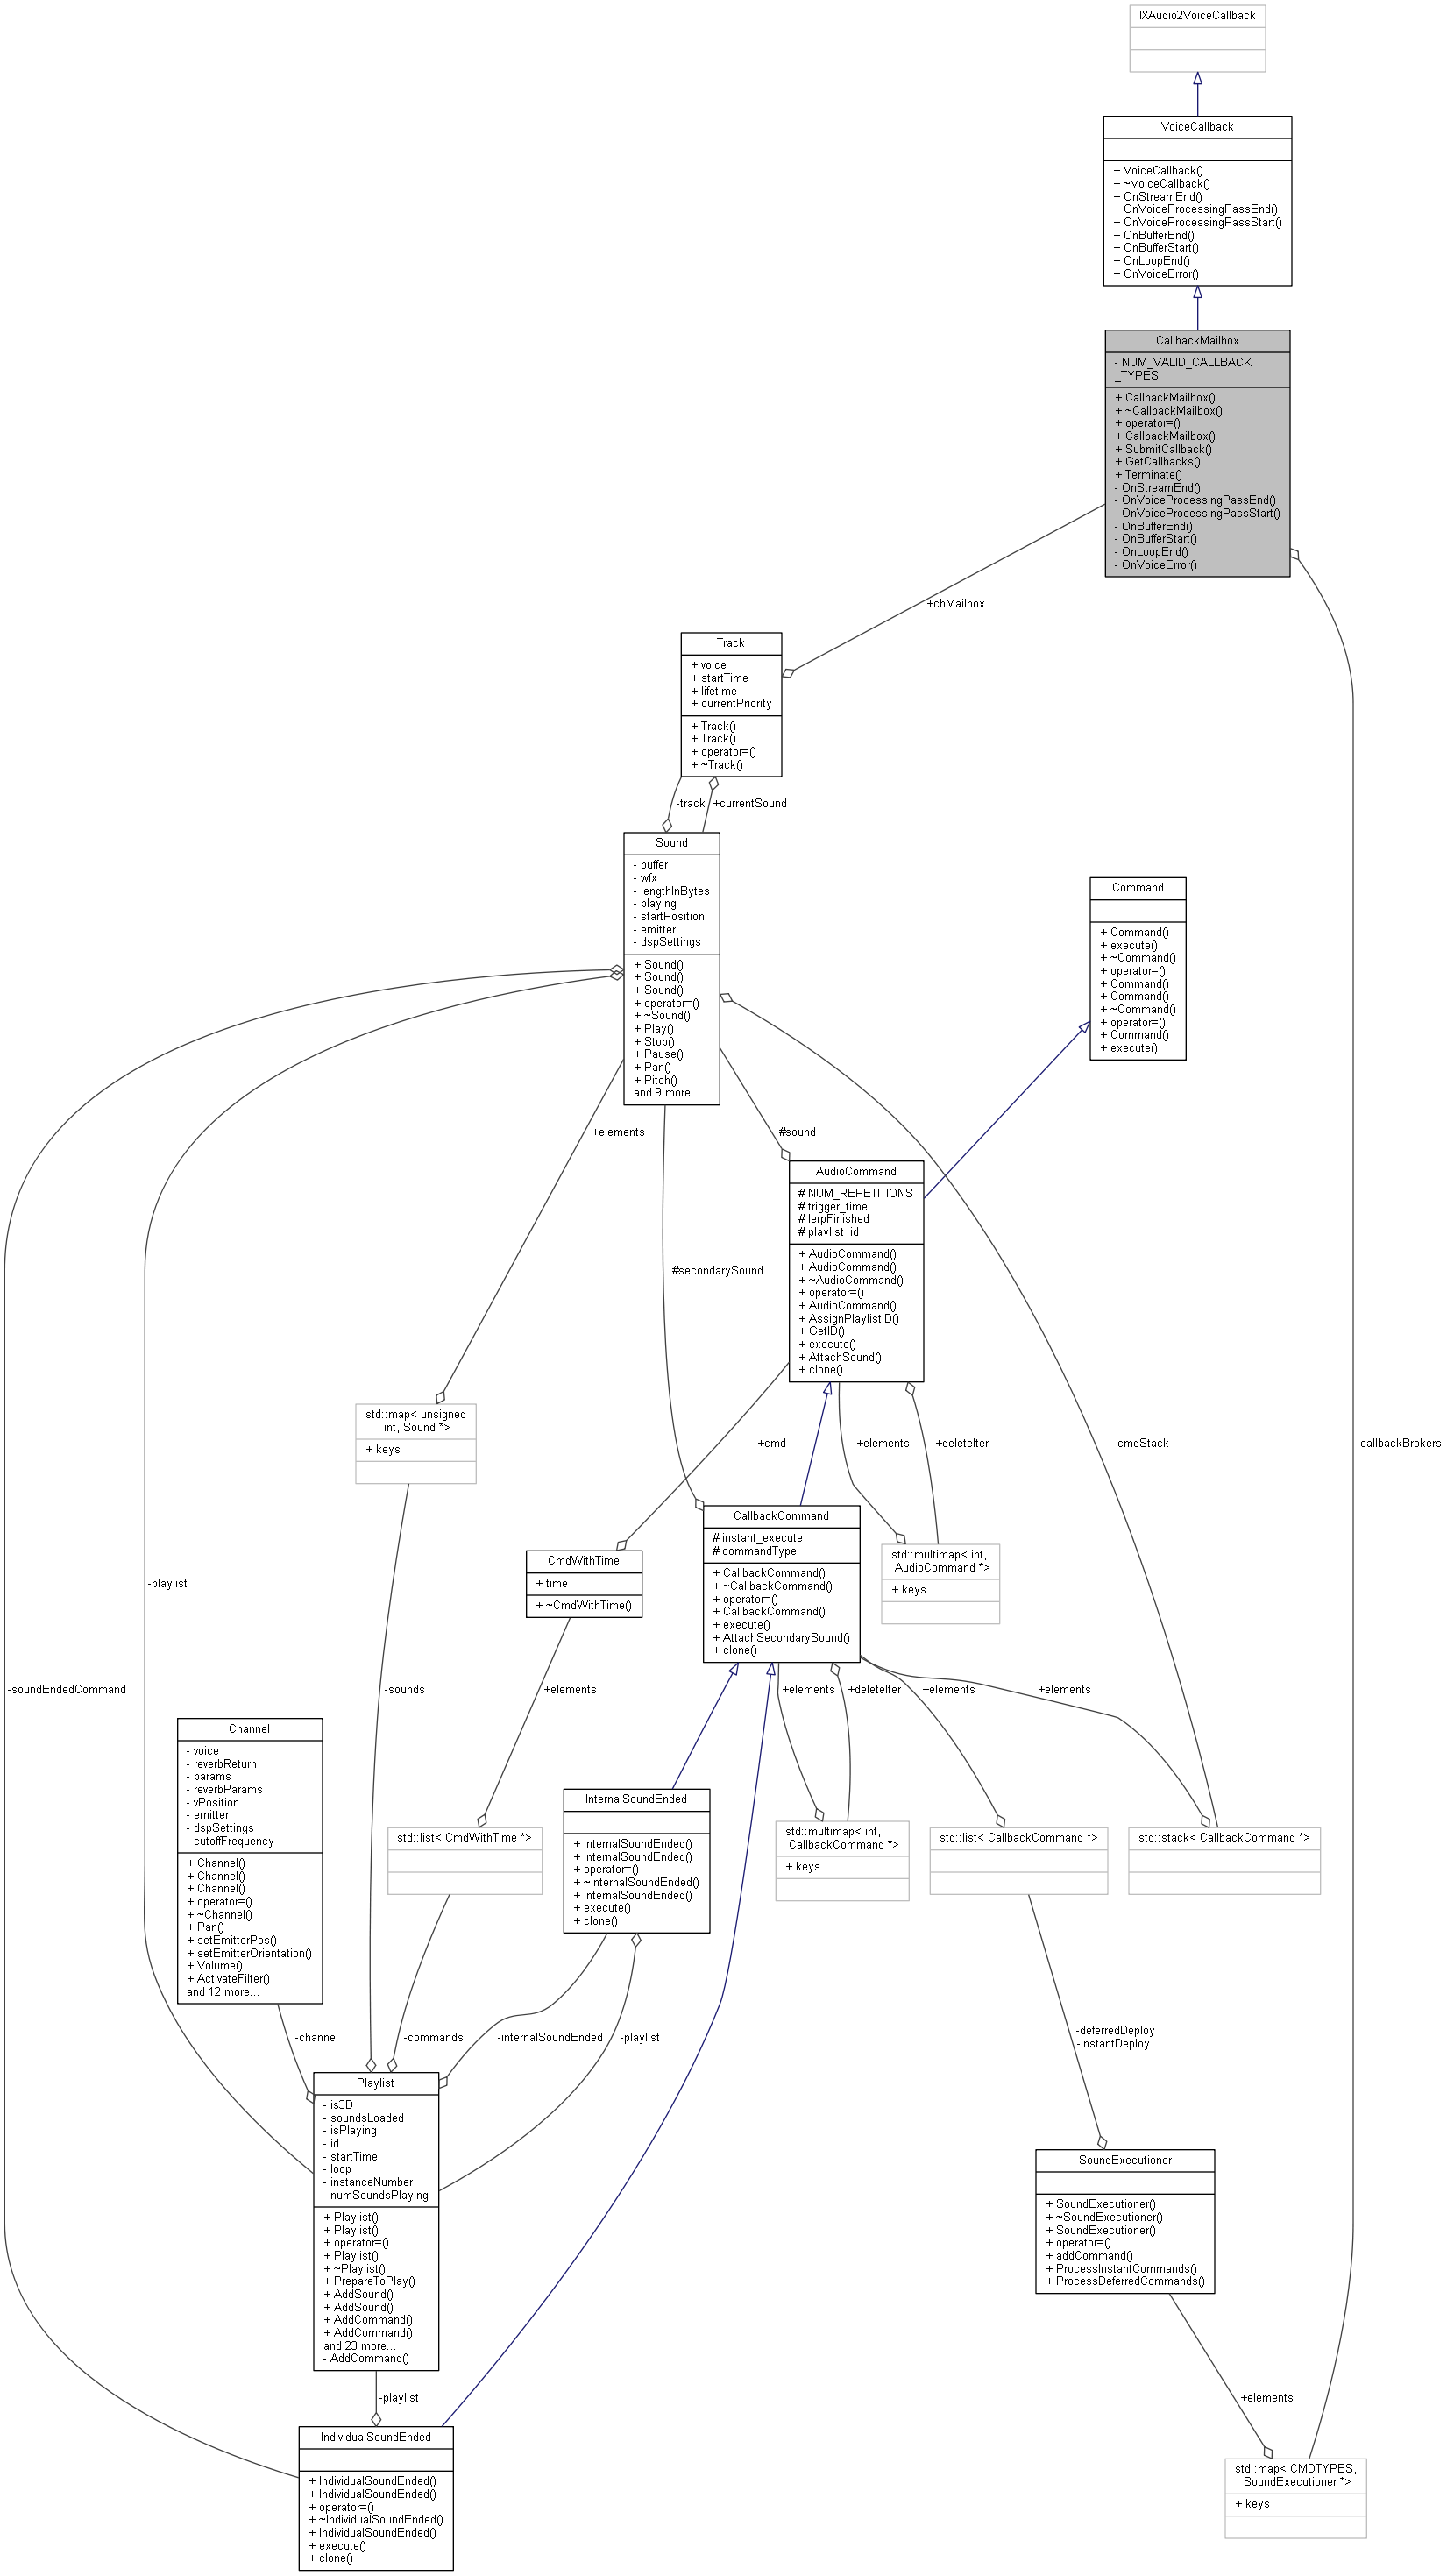 IXAudio2VoiceCallback
VoiceCallback
+ VoiceCallback()
+ ~VoiceCallback()
+ OnStreamEnd()
+ OnVoiceProcessingPassEnd()
+ OnVoiceProcessingPassStart()
+ OnBufferEnd()
+ OnBufferStart()
+ OnLoopEnd()
+ OnVoiceError()
CallbackMailbox
- NUM_VALID_CALLBACK
_TYPES
+ CallbackMailbox()
+ ~CallbackMailbox()
+ operator=()
+ CallbackMailbox()
+ SubmitCallback()
+ GetCallbacks()
+ Terminate()
- OnStreamEnd()
- OnVoiceProcessingPassEnd()
- OnVoiceProcessingPassStart()
- OnBufferEnd()
- OnBufferStart()
- OnLoopEnd()
- OnVoiceError()
+cbMailbox
Track
+ voice
+ startTime
+ lifetime
+ currentPriority
+ Track()
+ Track()
+ operator=()
+ ~Track()
-track
+currentSound
Sound
- buffer
- wfx
- lengthInBytes
- playing
- startPosition
- emitter
- dspSettings
+ Sound()
+ Sound()
+ Sound()
+ operator=()
+ ~Sound()
+ Play()
+ Stop()
+ Pause()
+ Pan()
+ Pitch()
and 9 more...
Command
+ Command()
+ execute()
+ ~Command()
+ operator=()
+ Command()
+ Command()
+ ~Command()
+ operator=()
+ Command()
+ execute()
+elements
#sound
AudioCommand
# NUM_REPETITIONS
# trigger_time
# lerpFinished
# playlist_id
+ AudioCommand()
+ AudioCommand()
+ ~AudioCommand()
+ operator=()
+ AudioCommand()
+ AssignPlaylistID()
+ GetID()
+ execute()
+ AttachSound()
+ clone()
#secondarySound
std::map< unsigned
int, Sound *>
+ keys
+cmd
+elements
+deleteIter
-cmdStack
-callbackBrokers
CallbackCommand
# instant_execute
# commandType
+ CallbackCommand()
+ ~CallbackCommand()
+ operator=()
+ CallbackCommand()
+ execute()
+ AttachSecondarySound()
+ clone()
std::multimap< int,
AudioCommand *>
+ keys
CmdWithTime
+ time
+ ~CmdWithTime()
-playlist
-soundEndedCommand
-sounds
+elements
+elements
+deleteIter
+elements
+elements
Channel
- voice
- reverbReturn
- params
- reverbParams
- vPosition
- emitter
- dspSettings
- cutoffFrequency
+ Channel()
+ Channel()
+ Channel()
+ operator=()
+ ~Channel()
+ Pan()
+ setEmitterPos()
+ setEmitterOrientation()
+ Volume()
+ ActivateFilter()
and 12 more...
std::list< CmdWithTime *>
InternalSoundEnded
+ InternalSoundEnded()
+ InternalSoundEnded()
+ operator=()
+ ~InternalSoundEnded()
+ InternalSoundEnded()
+ execute()
+ clone()
std::multimap< int,
CallbackCommand *>
+ keys
std::list< CallbackCommand *>
std::stack< CallbackCommand *>
-channel
-commands
-internalSoundEnded
-playlist
-deferredDeploy
-instantDeploy
Playlist
- is3D
- soundsLoaded
- isPlaying
- id
- startTime
- loop
- instanceNumber
- numSoundsPlaying
+ Playlist()
+ Playlist()
+ operator=()
+ Playlist()
+ ~Playlist()
+ PrepareToPlay()
+ AddSound()
+ AddSound()
+ AddCommand()
+ AddCommand()
and 23 more...
- AddCommand()
SoundExecutioner
+ SoundExecutioner()
+ ~SoundExecutioner()
+ SoundExecutioner()
+ operator=()
+ addCommand()
+ ProcessInstantCommands()
+ ProcessDeferredCommands()
-playlist
+elements
IndividualSoundEnded
+ IndividualSoundEnded()
+ IndividualSoundEnded()
+ operator=()
+ ~IndividualSoundEnded()
+ IndividualSoundEnded()
+ execute()
+ clone()
std::map< CMDTYPES,
SoundExecutioner *>
+ keys